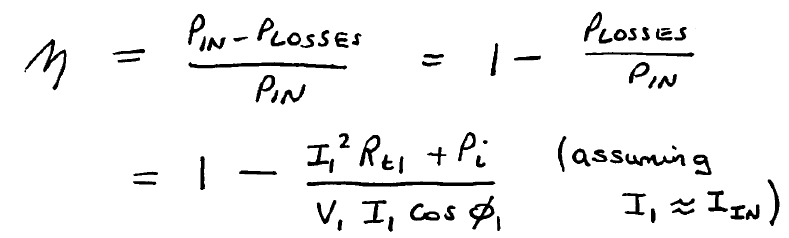 η = (P_IN - P_LOSSES) / P_IN = 1 - P_LOSSES / P_IN
= 1 - (I₁² R_t1 + P_i) / (V₁ I₁ cos φ₁) (assuming I₁ ≈ I_IN)